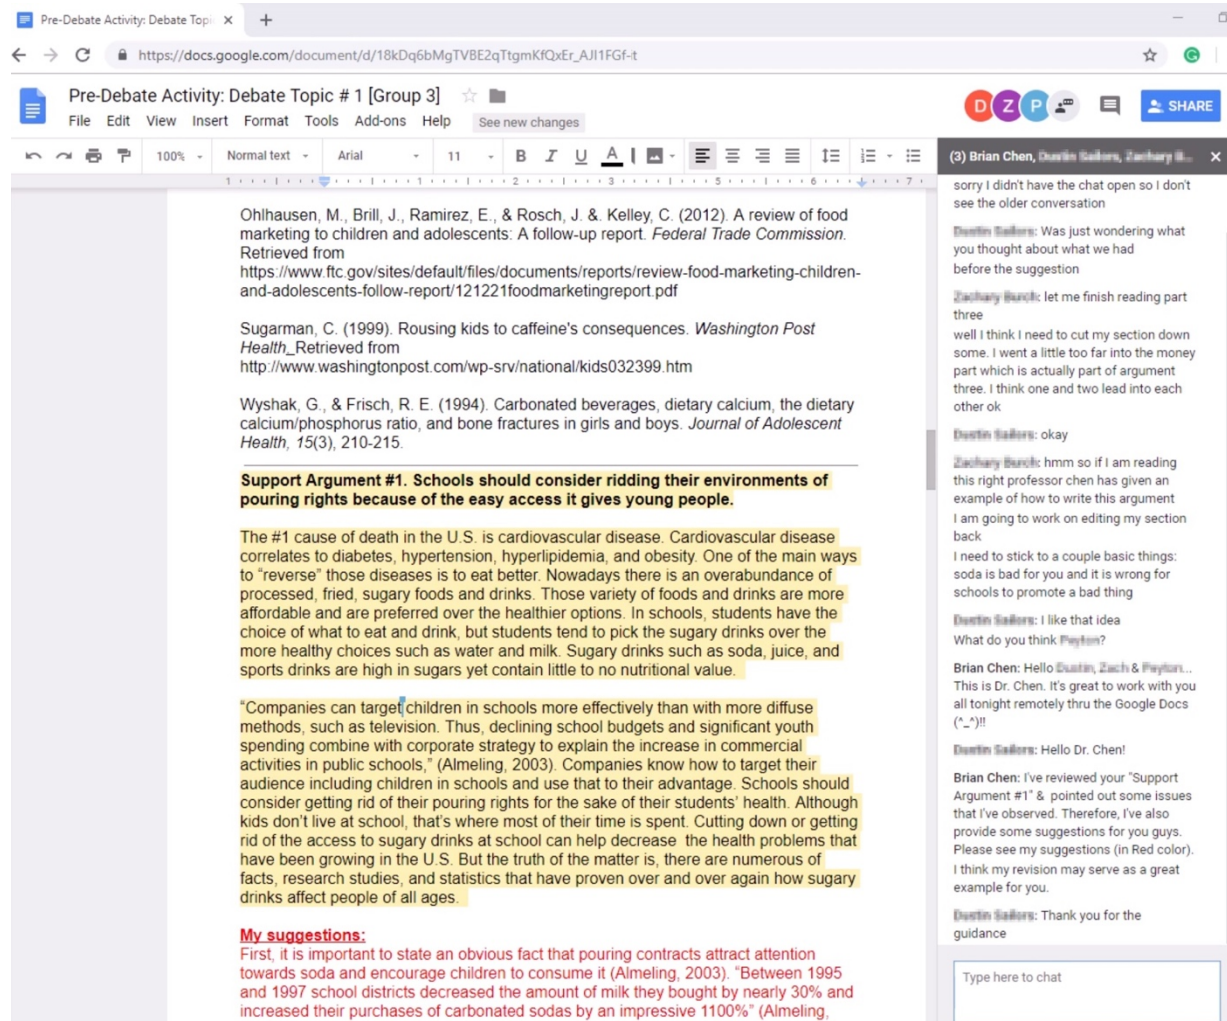 Pre-Debate Activity: Debate Topi
https://docs.google.com/document/d/18kDq6bMgTVBE2qTtgmKfQxEr_AJI1FGf-it
Pre-Debate Activity: Debate Topic # 1 [Group 3]
D Z P
SHARE
File Edit View Insert Format Tools Add-ons Help See new changes
100% Normal text Arial 11 B I U A
1 1 2 3 5 6 7
Ohlhausen, M., Brill, J., Ramirez, E., & Rosch, J. &. Kelley, C. (2012). A review of food
marketing to children and adolescents: A follow-up report. Federal Trade Commission.
Retrieved from
https://www.ftc.gov/sites/default/files/documents/reports/review-food-marketing-children-
and-adolescents-follow-report/121221foodmarketingreport.pdf
Sugarman, C. (1999). Rousing kids to caffeine's consequences. Washington Post
Health_Retrieved from
http://www.washingtonpost.com/wp-srv/national/kids032399.htm
Wyshak, G., & Frisch, R. E. (1994). Carbonated beverages, dietary calcium, the dietary
calcium/phosphorus ratio, and bone fractures in girls and boys. Journal of Adolescent
Health, 15(3), 210-215.
Support Argument #1. Schools should consider ridding their environments of
pouring rights because of the easy access it gives young people.
The #1 cause of death in the U.S. is cardiovascular disease. Cardiovascular disease
correlates to diabetes, hypertension, hyperlipidemia, and obesity. One of the main ways
to “reverse” those diseases is to eat better. Nowadays there is an overabundance of
processed, fried, sugary foods and drinks. Those variety of foods and drinks are more
affordable and are preferred over the healthier options. In schools, students have the
choice of what to eat and drink, but students tend to pick the sugary drinks over the
more healthy choices such as water and milk. Sugary drinks such as soda, juice, and
sports drinks are high in sugars yet contain little to no nutritional value.
“Companies can target children in schools more effectively than with more diffuse
methods, such as television. Thus, declining school budgets and significant youth
spending combine with corporate strategy to explain the increase in commercial
activities in public schools,” (Almeling, 2003). Companies know how to target their
audience including children in schools and use that to their advantage. Schools should
consider getting rid of their pouring rights for the sake of their students’ health. Although
kids don’t live at school, that’s where most of their time is spent. Cutting down or getting
rid of the access to sugary drinks at school can help decrease the health problems that
have been growing in the U.S. But the truth of the matter is, there are numerous of
facts, research studies, and statistics that have proven over and over again how sugary
drinks affect people of all ages.
My suggestions:
First, it is important to state an obvious fact that pouring contracts attract attention
towards soda and encourage children to consume it (Almeling, 2003). “Between 1995
and 1997 school districts decreased the amount of milk they bought by nearly 30% and
increased their purchases of carbonated sodas by an impressive 1100%” (Almeling,
(3) Brian Chen,
sorry I didn't have the chat open so I don't
see the older conversation
: Was just wondering what
you thought about what we had
before the suggestion
: let me finish reading part
three
well I think I need to cut my section down
some. I went a little too far into the money
part which is actually part of argument
three. I think one and two lead into each
other ok
: okay
: hmm so if I am reading
this right professor chen has given an
example of how to write this argument
I am going to work on editing my section
back
I need to stick to a couple basic things:
soda is bad for you and it is wrong for
schools to promote a bad thing
: I like that idea
What do you think ?
Brian Chen: Hello , & ...
This is Dr. Chen. It's great to work with you
all tonight remotely thru the Google Docs
(^_^)!!
: Hello Dr. Chen!
Brian Chen: I've reviewed your "Support
Argument #1" & pointed out some issues
that I've observed. Therefore, I've also
provide some suggestions for you guys.
Please see my suggestions (in Red color).
I think my revision may serve as a great
example for you.
: Thank you for the
guidance
Type here to chat